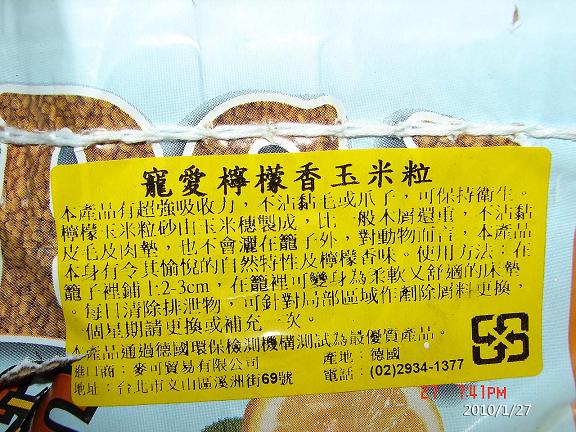 寵愛檸檬香玉米粒
本產品有超強吸收力，不沾黏毛或爪子，可保持衛生。
檸檬玉米粒砂由玉米穗製成，比一般木屑還重，不沾黏
皮毛及肉墊，也不會灑在籠子外，對動物而言，本產品
本身有令其愉悅的自然特性及檸檬香味。使用方法：在
籠子裡鋪上2-3cm，在籠裡可變身為柔軟又舒適的床墊
。每日清除排泄物，可針對局部區域作剷除屑料更換，
一個星期請更換或補充一次。
本產品通過德國環保檢測機構測試為最優質產品。
進口商：麥可貿易有限公司 產地：德國
地址：台北市文山區溪洲街69號 電話：(02)2934-1377
7:41PM
2010/1/27